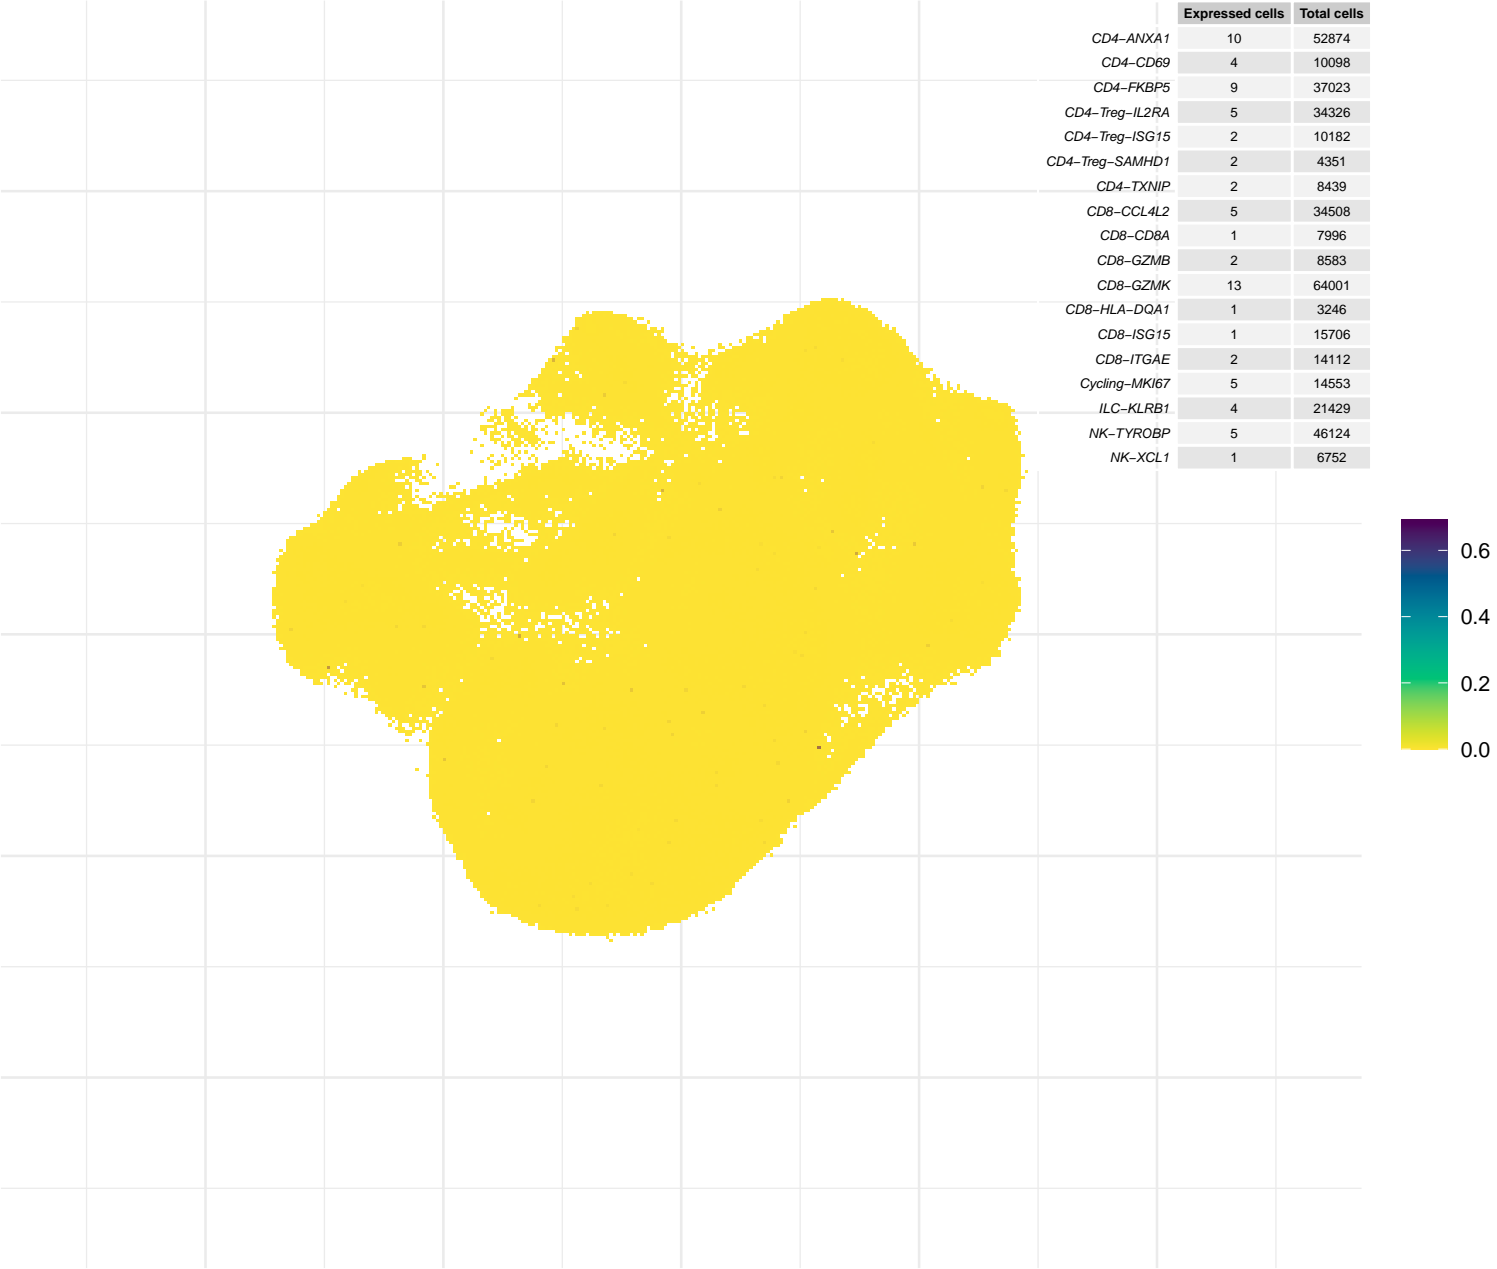 Expressed cells Total cells
CD4−ANXA1 10 52874
CD4−CD69 4 10098
CD4−FKBP5 9 37023
CD4−Treg−IL2RA 5 34326
CD4−Treg−ISG15 2 10182
CD4−Treg−SAMHD1 2 4351
CD4−TXNIP 2 8439
CD8−CCL4L2 5 34508
CD8−CD8A 1 7996
CD8−GZMB 2 8583
CD8−GZMK 13 64001
CD8−HLA−DQA1 1 3246
CD8−ISG15 1 15706
CD8−ITGAE 2 14112
Cycling−MKI67 5 14553
ILC−KLRB1 4 21429
NK−TYROBP 5 46124
NK−XCL1 1 6752
0.6
0.4
0.2
0.0